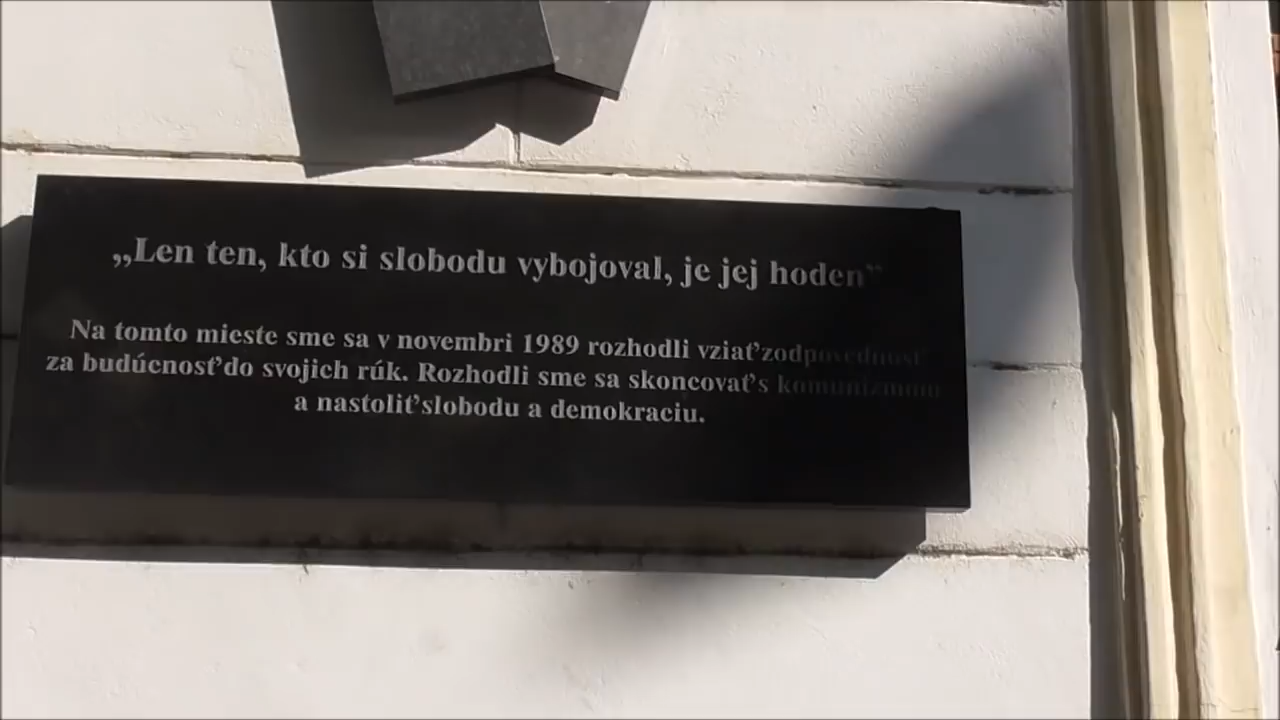 „Len ten, kto si slobodu vybojoval, je jej hoden”
Na tomto mieste sme sa v novembri 1989 rozhodli vziať zodpovednosť
za budúcnosť do svojich rúk. Rozhodli sme sa skoncovať s komunizmom
a nastoliť slobodu a demokraciu.